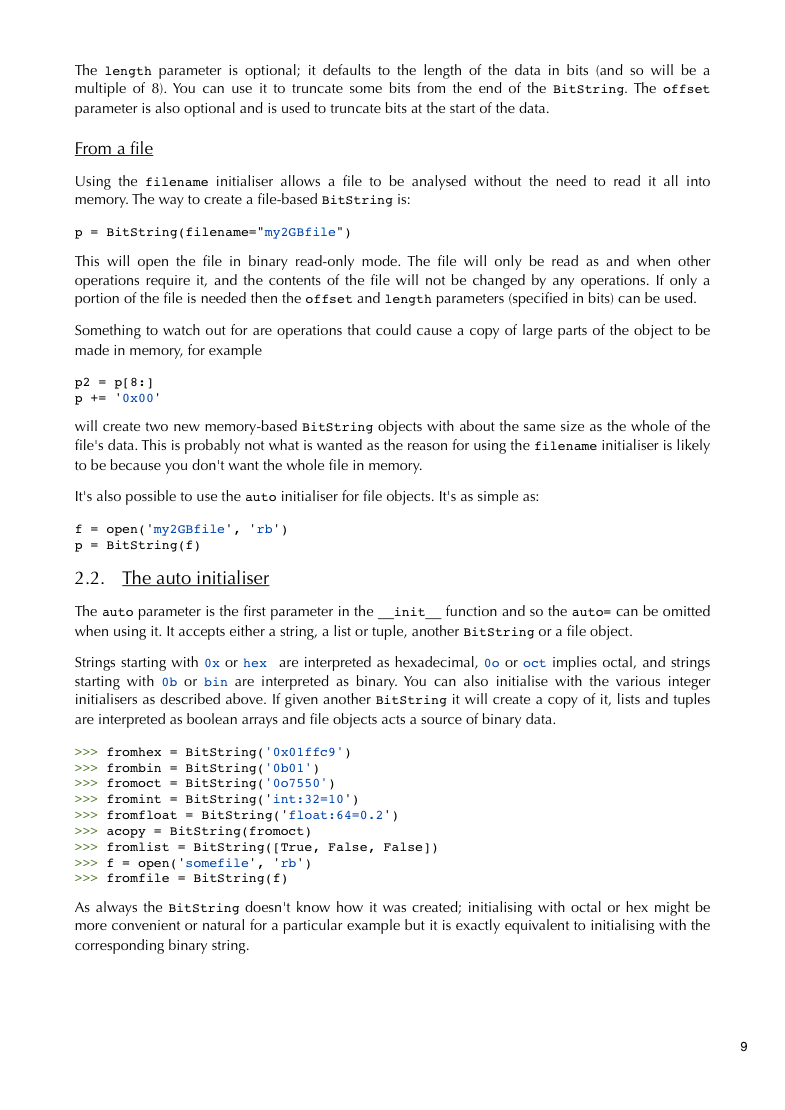 The length parameter is optional; it defaults to the length of the data in bits (and so will be a
multiple of 8). You can use it to truncate some bits from the end of the BitString. The offset
parameter is also optional and is used to truncate bits at the start of the data.
From a file
Using the filename initialiser allows a file to be analysed without the need to read it all into
memory. The way to create a file-based BitString is:
p = BitString(filename="my2GBfile")
This will open the file in binary read-only mode. The file will only be read as and when other
operations require it, and the contents of the file will not be changed by any operations. If only a
portion of the file is needed then the offset and length parameters (specified in bits) can be used.
Something to watch out for are operations that could cause a copy of large parts of the object to be
made in memory, for example
p2 = p[8:]
p += '0x00'
will create two new memory-based BitString objects with about the same size as the whole of the
file's data. This is probably not what is wanted as the reason for using the filename initialiser is likely
to be because you don't want the whole file in memory.
It's also possible to use the auto initialiser for file objects. It's as simple as:
f = open('my2GBfile', 'rb')
p = BitString(f)
2.2. The auto initialiser
The auto parameter is the first parameter in the __init__ function and so the auto= can be omitted
when using it. It accepts either a string, a list or tuple, another BitString or a file object.
Strings starting with 0x or hex are interpreted as hexadecimal, 0o or oct implies octal, and strings
starting with 0b or bin are interpreted as binary. You can also initialise with the various integer
initialisers as described above. If given another BitString it will create a copy of it, lists and tuples
are interpreted as boolean arrays and file objects acts a source of binary data.
>>> fromhex = BitString('0x01ffc9')
>>> frombin = BitString('0b01')
>>> fromoct = BitString('0o7550')
>>> fromint = BitString('int:32=10')
>>> fromfloat = BitString('float:64=0.2')
>>> acopy = BitString(fromoct)
>>> fromlist = BitString([True, False, False])
>>> f = open('somefile', 'rb')
>>> fromfile = BitString(f)
As always the BitString doesn't know how it was created; initialising with octal or hex might be
more convenient or natural for a particular example but it is exactly equivalent to initialising with the
corresponding binary string.
9